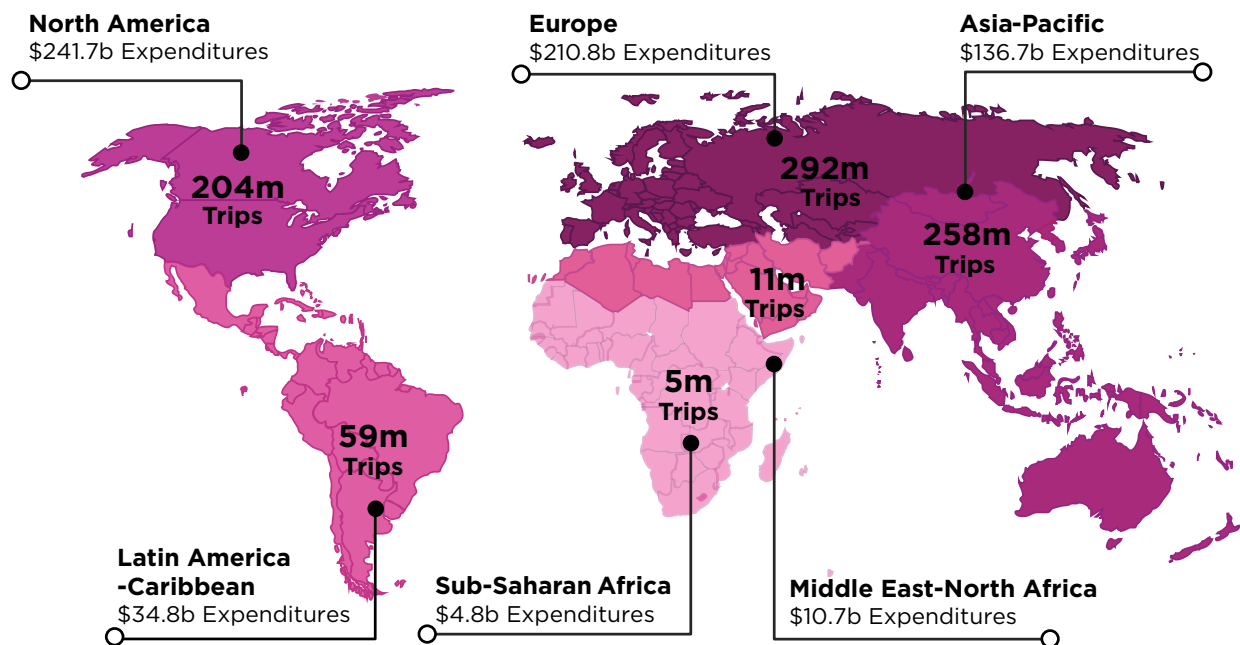 North America
$241.7b Expenditures
Europe
$210.8b Expenditures
Asia-Pacific
$136.7b Expenditures
204m
Trips
292m
Trips
258m
Trips
11m
Trips
5m
Trips
59m
Trips
Latin America
-Caribbean
$34.8b Expenditures
Sub-Saharan Africa
$4.8b Expenditures
Middle East-North Africa
$10.7b Expenditures